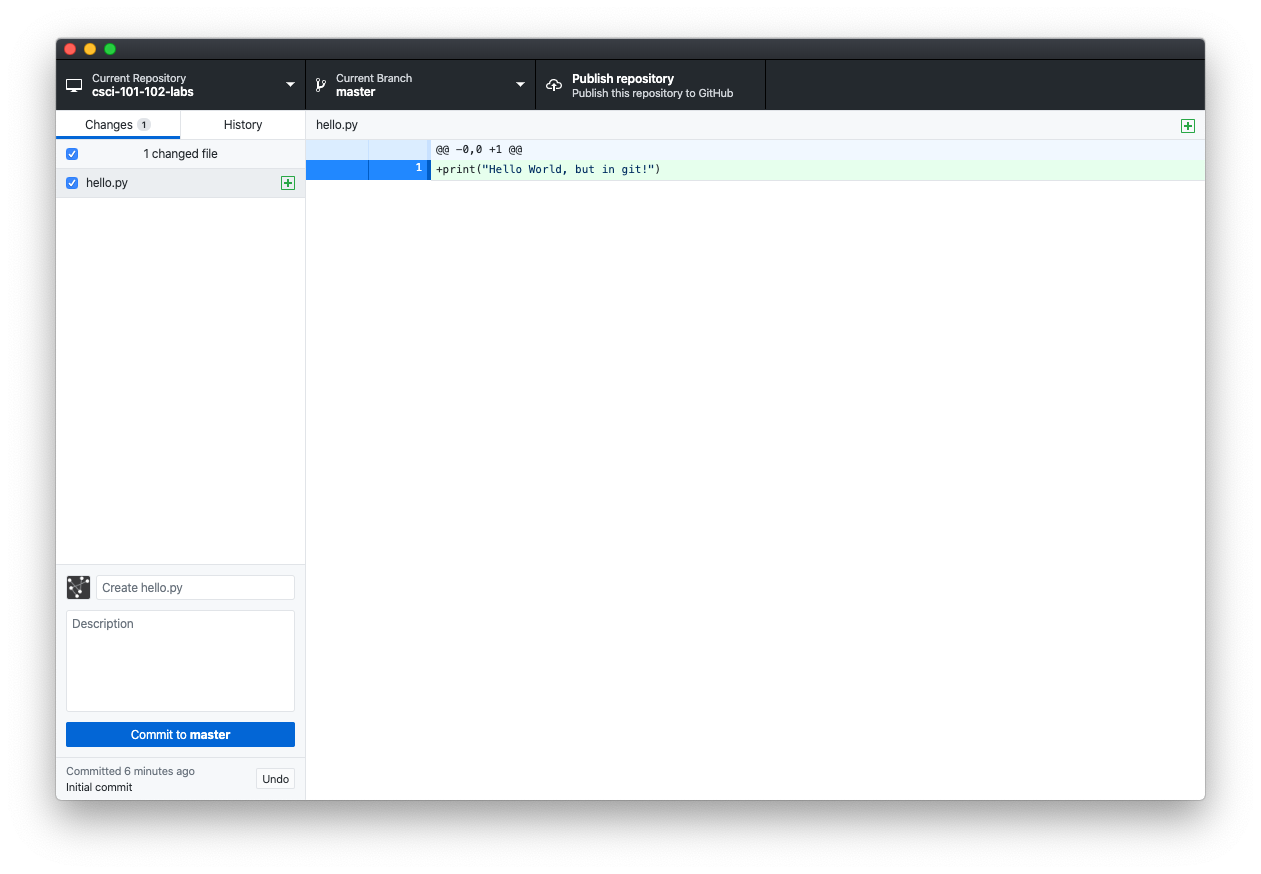 Current Repository
csci-101-102-labs
Current Branch
master
Publish repository
Publish this repository to GitHub
Changes 1
History
hello.py
1 changed file
@@ -0,0 +1 @@
hello.py
1 +print("Hello World, but in git!")
Create hello.py
Description
Commit to master
Committed 6 minutes ago
Initial commit
Undo